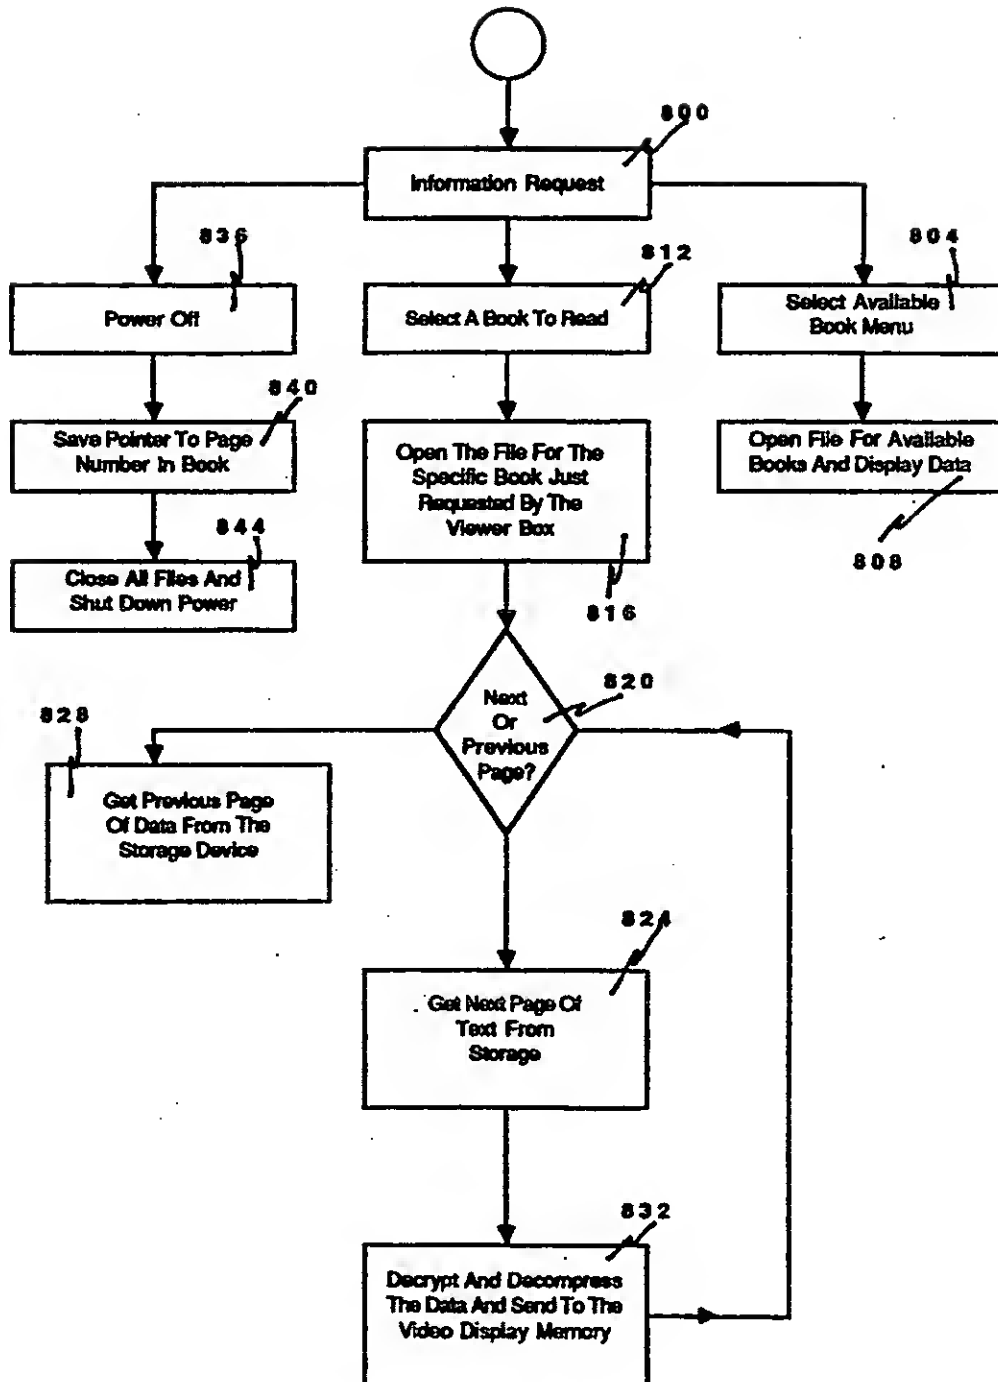 800
Information Request
836
812
804
Power Off
Select A Book To Read
Select Available
Book Menu
840
Save Pointer To Page
Number In Book
Open The File For The
Specific Book Just
Requested By The
Viewer Box
Open File For Available
Books And Display Data
844
808
Close All Files And
Shut Down Power
816
820
Next
Or
Previous
Page?
828
Get Previous Page
Of Data From The
Storage Device
824
Get Next Page Of
Text From
Storage
832
Decrypt And Decompress
The Data And Send To The
Video Display Memory